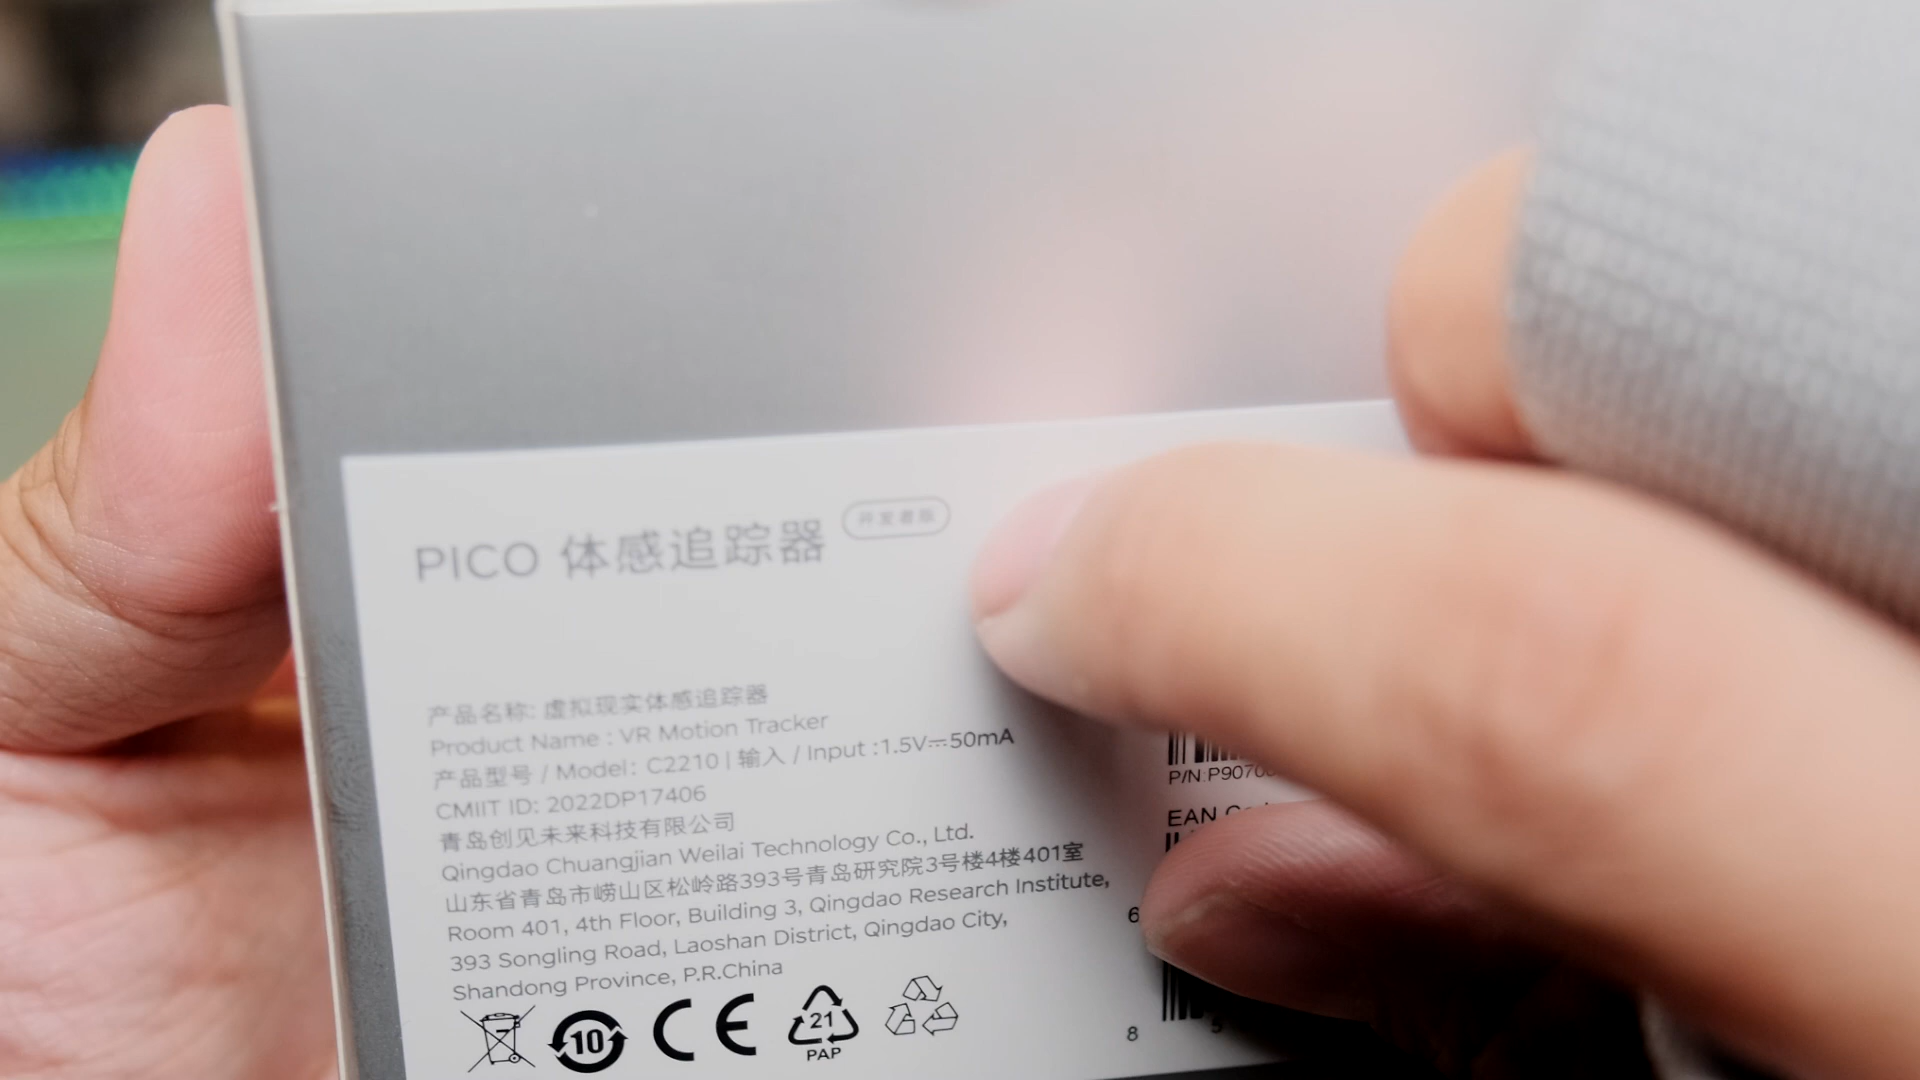 PICO 体感追踪器 开发者版
产品名称: 虚拟现实体感追踪器
Product Name : VR Motion Tracker
产品型号 / Model: C2210 | 输入 / Input :1.5V⎓50mA
CMIIT ID: 2022DP17406
青岛创见未来科技有限公司
Qingdao Chuangjian Weilai Technology Co., Ltd.
山东省青岛市崂山区松岭路393号青岛研究院3号楼4楼401室
Room 401, 4th Floor, Building 3, Qingdao Research Institute,
393 Songling Road, Laoshan District, Qingdao City,
Shandong Province, P.R.China
10 CE 21
PAP
P/N:P9070
EAN
6
8